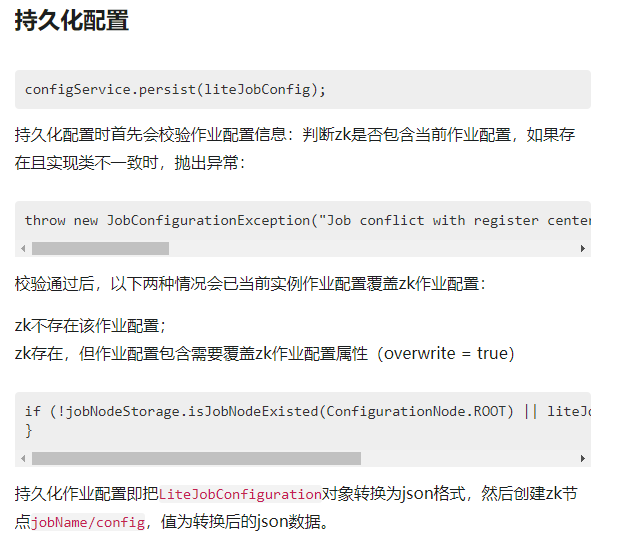 持久化配置
configService.persist(liteJobConfig);
持久化配置时首先会校验作业配置信息：判断zk是否包含当前作业配置，如果存
在且实现类不一致时，抛出异常：
throw new JobConfigurationException("Job conflict with register center
校验通过后，以下两种情况会已当前实例作业配置覆盖zk作业配置：
zk不存在该作业配置；
zk存在，但作业配置包含需要覆盖zk作业配置属性（overwrite = true）
if (!jobNodeStorage.isJobNodeExisted(ConfigurationNode.ROOT) || liteJo
}
持久化作业配置即把LiteJobConfiguration对象转换为json格式，然后创建zk节
点jobName/config，值为转换后的json数据。